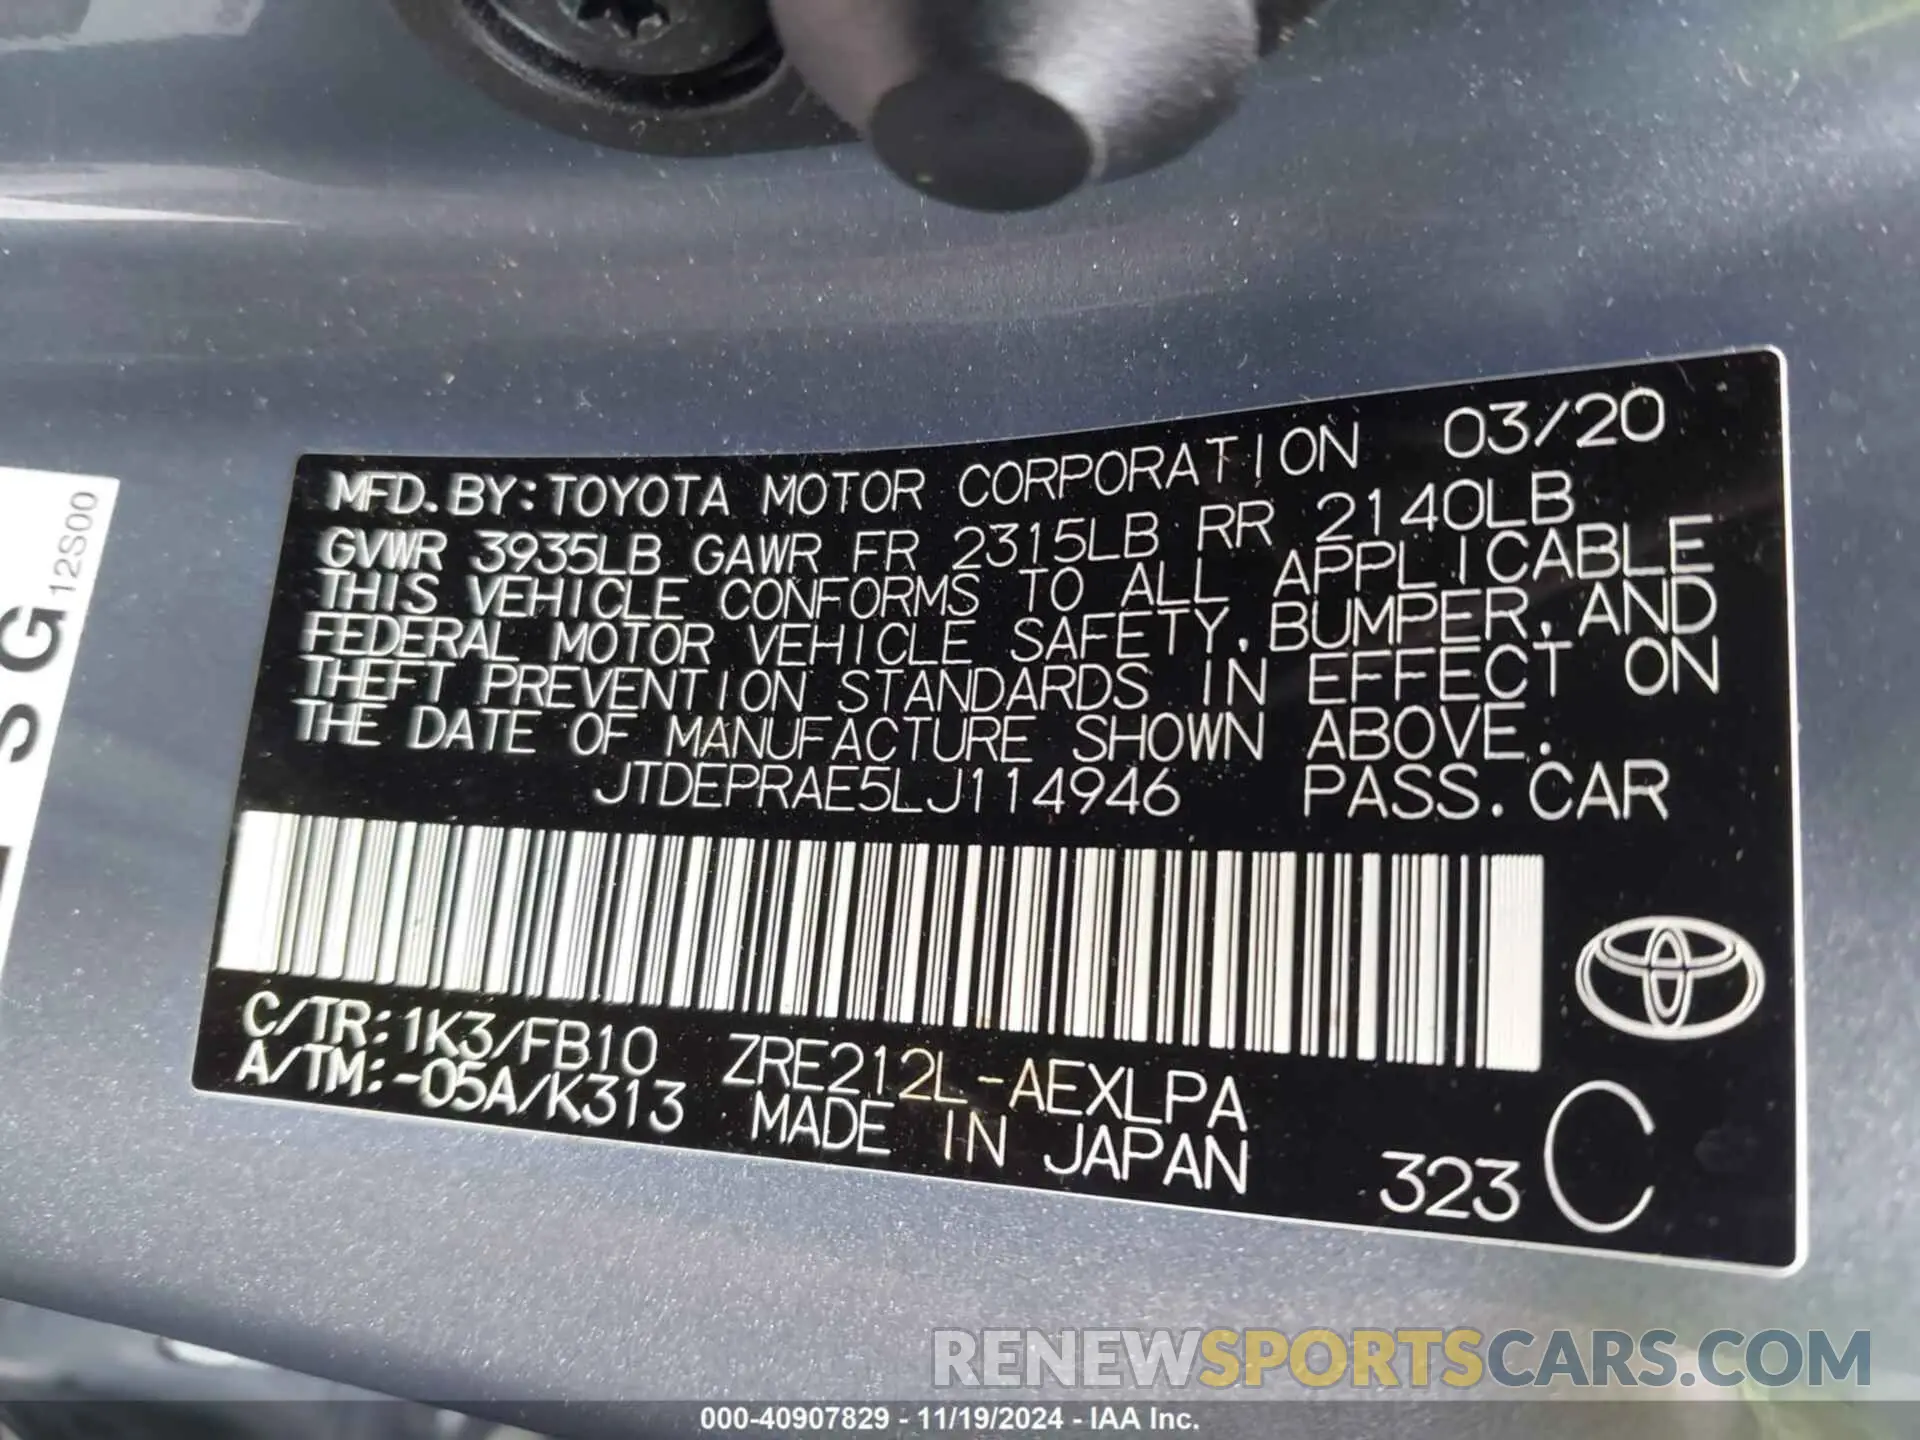 MFD. BY: TOYOTA MOTOR CORPORATION 03/20
GVWR 3935LB GAWR FR 2315LB RR 2140LB
THIS VEHICLE CONFORMS TO ALL APPLICABLE
FEDERAL MOTOR VEHICLE SAFETY, BUMPER, AND
THEFT PREVENTION STANDARDS IN EFFECT ON
THE DATE OF MANUFACTURE SHOWN ABOVE.
JTDEPRAE5LJ114946 PASS. CAR
C/TR: 1K3/FB10 ZRE212L-AEXLPA
A/TM: -05A/K313 MADE IN JAPAN
323 C
SG
12S00
RENEWSPORTSCARS.COM
000-40907829 - 11/19/2024 - IAA Inc.